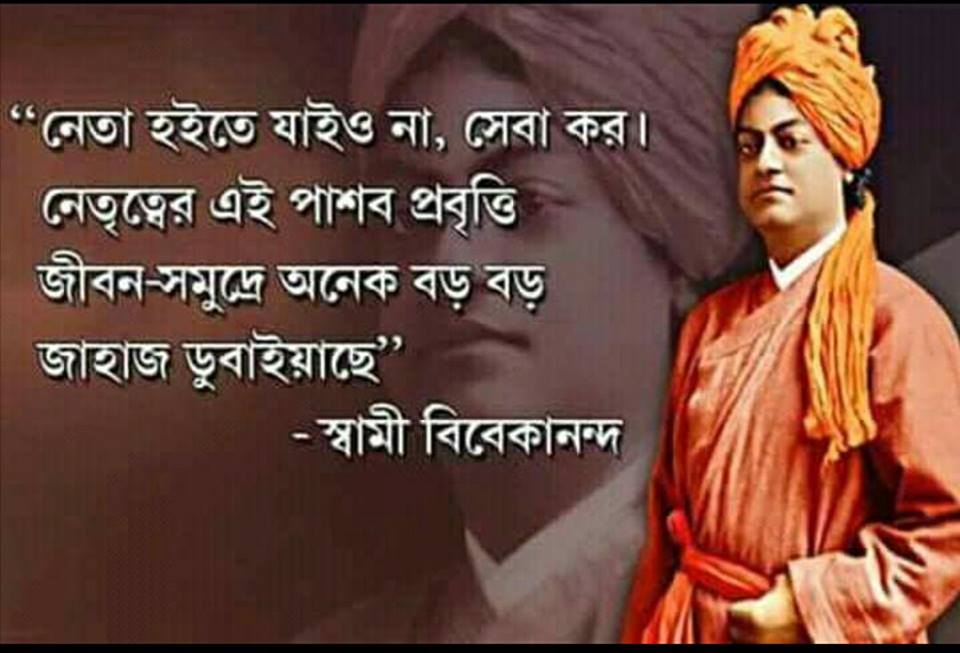 “নেতা হইতে যাইও না, সেবা কর।
নেতৃত্বের এই পাশব প্রবৃত্তি
জীবন-সমুদ্রে অনেক বড় বড়
জাহাজ ডুবাইয়াছে”
- স্বামী বিবেকানন্দ